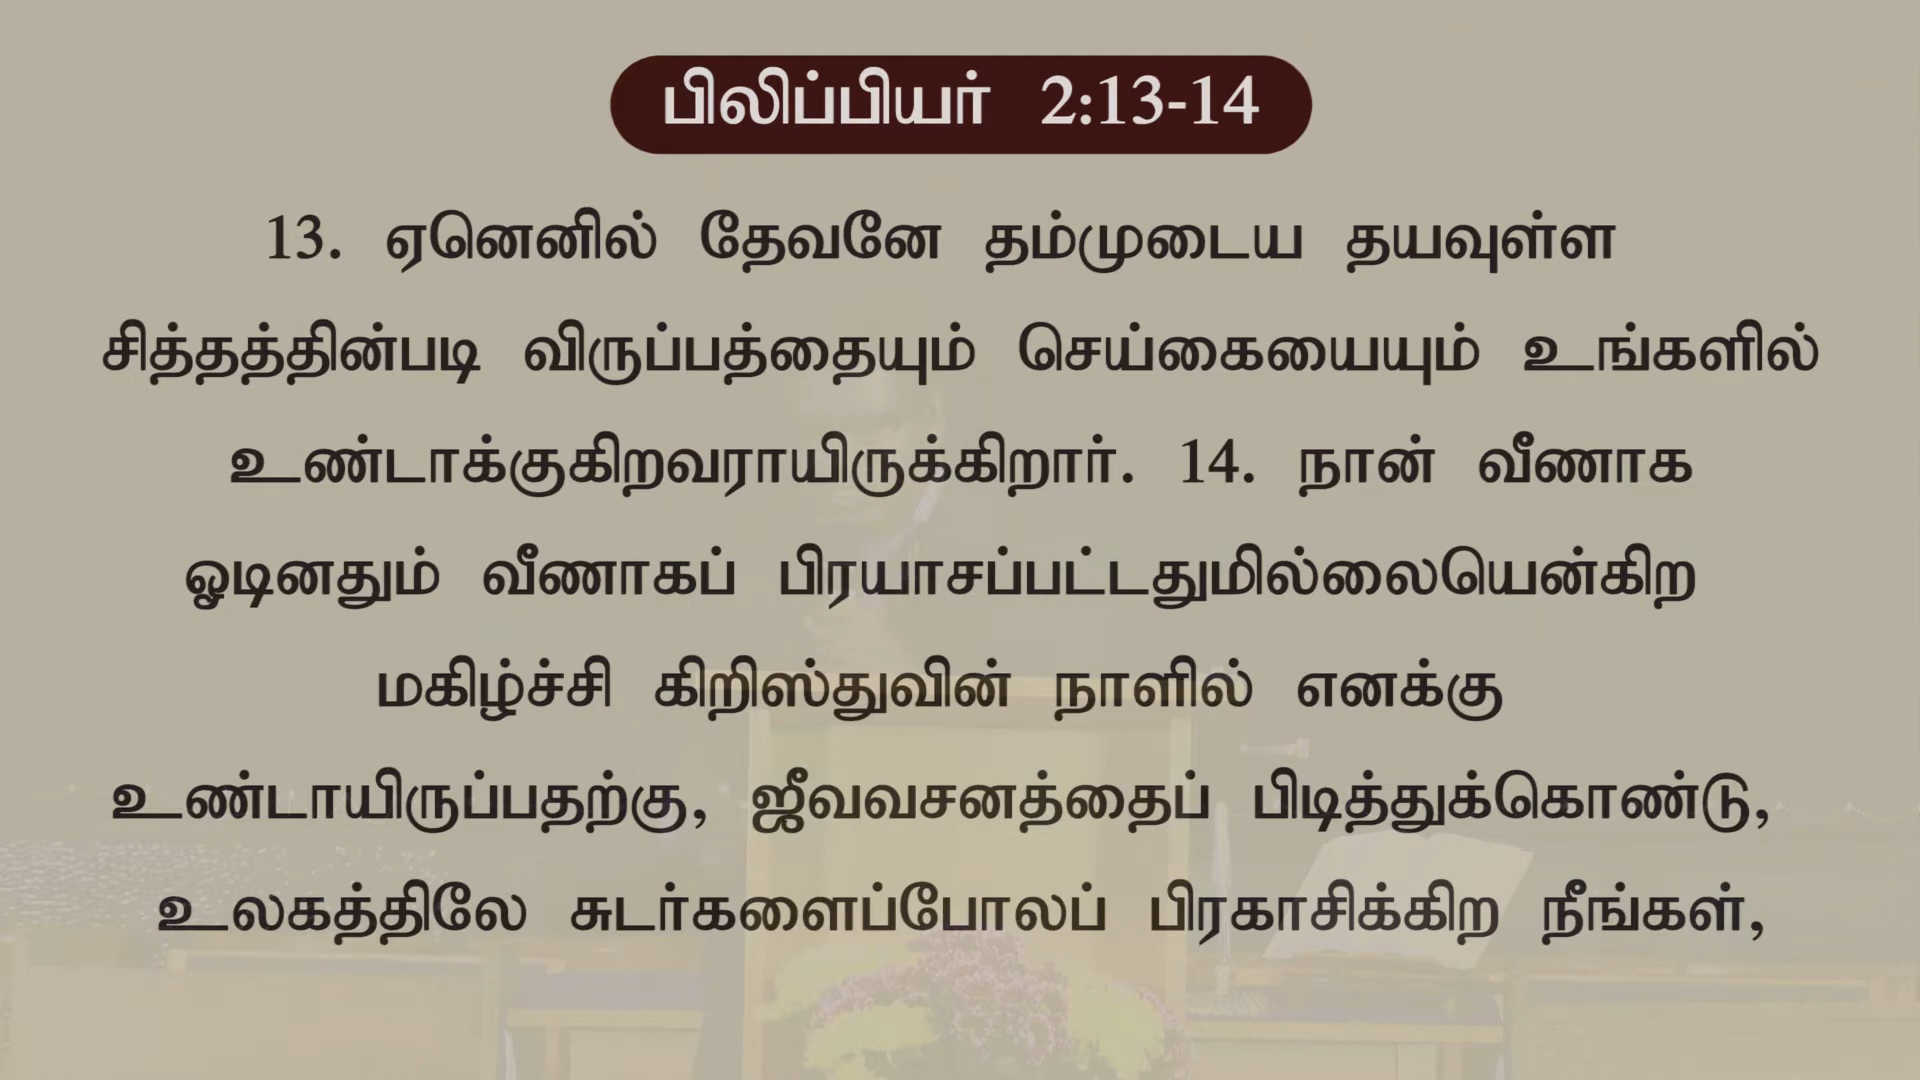 பிலிப்பியர் 2:13-14
13. ஏனெனில் தேவனே தம்முடைய தயவுள்ள
சித்தத்தின்படி விருப்பத்தையும் செய்கையையும் உங்களில்
உண்டாக்குகிறவராயிருக்கிறார். 14. நான் வீணாக
ஓடினதும் வீணாகப் பிரயாசப்பட்டதுமில்லையென்கிற
மகிழ்ச்சி கிறிஸ்துவின் நாளில் எனக்கு
உண்டாயிருப்பதற்கு, ஜீவவசனத்தைப் பிடித்துக்கொண்டு,
உலகத்திலே சுடர்களைப்போலப் பிரகாசிக்கிற நீங்கள்,